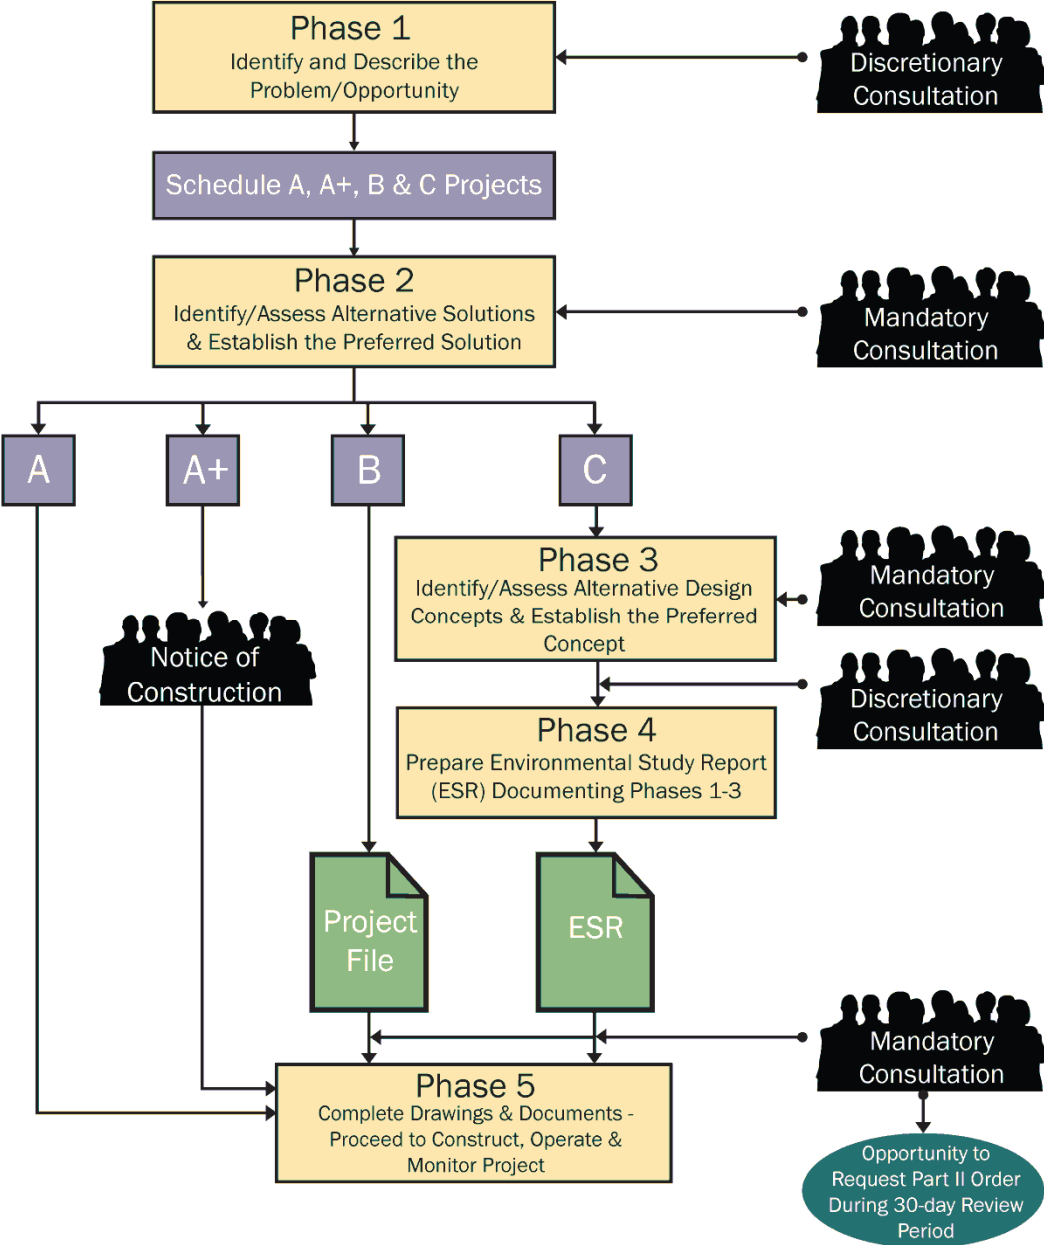 Phase 1
Identify and Describe the
Problem/Opportunity
Discretionary
Consultation
Schedule A, A+, B & C Projects
Phase 2
Identify/Assess Alternative Solutions
& Establish the Preferred Solution
Mandatory
Consultation
A
A+
B
C
Phase 3
Identify/Assess Alternative Design
Concepts & Establish the Preferred
Concept
Mandatory
Consultation
Notice of
Construction
Discretionary
Consultation
Phase 4
Prepare Environmental Study Report
(ESR) Documenting Phases 1-3
Project
File
ESR
Mandatory
Consultation
Phase 5
Complete Drawings & Documents -
Proceed to Construct, Operate &
Monitor Project
Opportunity to
Request Part II Order
During 30-day Review
Period